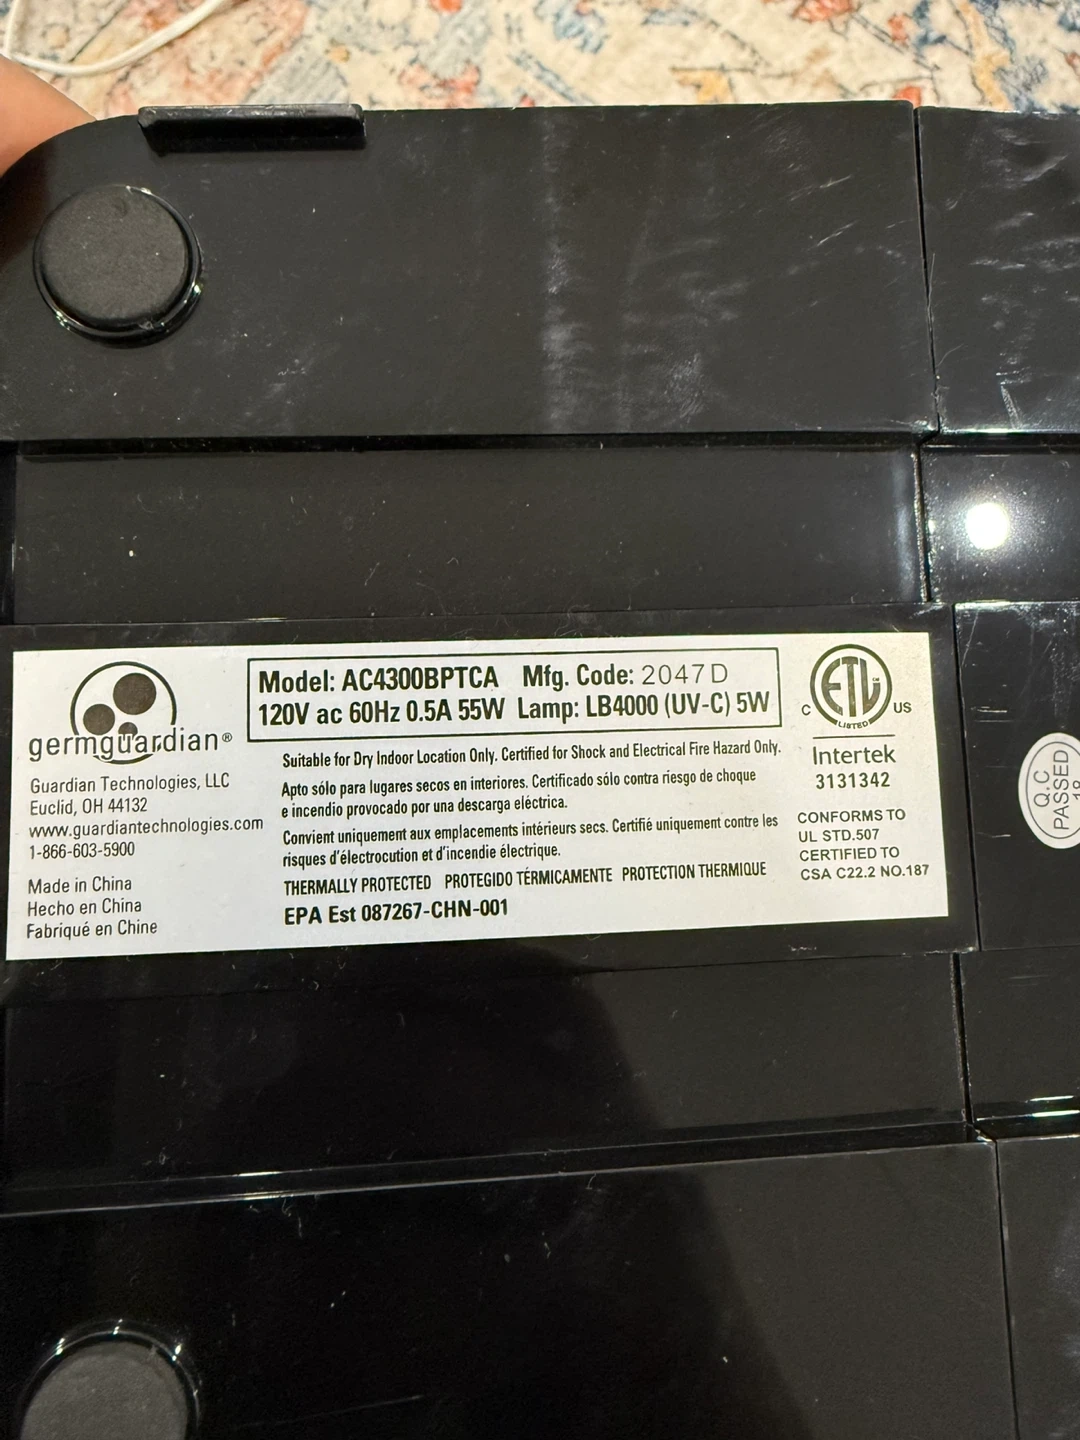 germguardian®
Guardian Technologies, LLC
Euclid, OH 44132
www.guardiantechnologies.com
1-866-603-5900
Made in China
Hecho en China
Fabriqué en Chine
Model: AC4300BPTCA Mfg. Code: 2047 D
120V ac 60Hz 0.5A 55W Lamp: LB4000 (UV-C) 5W
Suitable for Dry Indoor Location Only. Certified for Shock and Electrical Fire Hazard Only.
Apto sólo para lugares secos en interiores. Certificado sólo contra riesgo de choque
e incendio provocado por una descarga eléctrica.
Convient uniquement aux emplacements intérieurs secs. Certifié uniquement contre les
risques d'électrocution et d'incendie électrique.
THERMALLY PROTECTED PROTEGIDO TÉRMICAMENTE PROTECTION THERMIQUE
EPA Est 087267-CHN-001
ETL
C US
LISTED
Intertek
3131342
CONFORMS TO
UL STD.507
CERTIFIED TO
CSA C22.2 NO.187
Q.C
PASSED